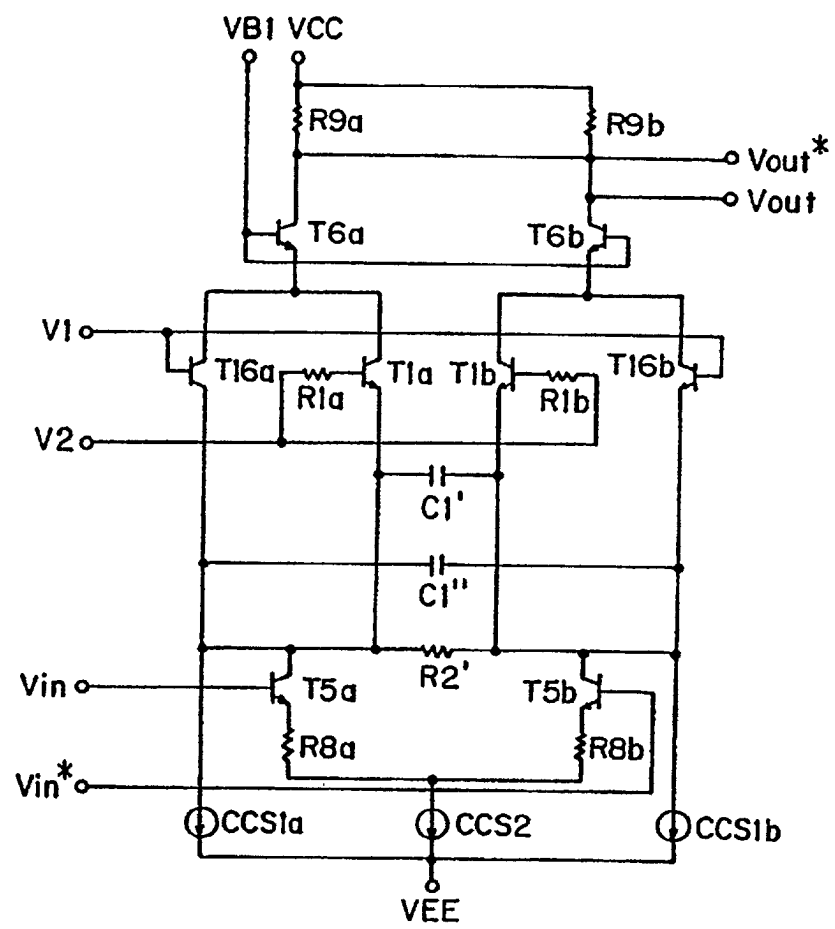 VB1 VCC
R9a
R9b
Vout*
Vout
T6a
T6b
V1
T16a
T1a
T1b
T16b
R1a
R1b
V2
C1'
C1"
R2'
Vin
T5a
T5b
R8a
R8b
Vin*
CCS1a
CCS2
CCS1b
VEE